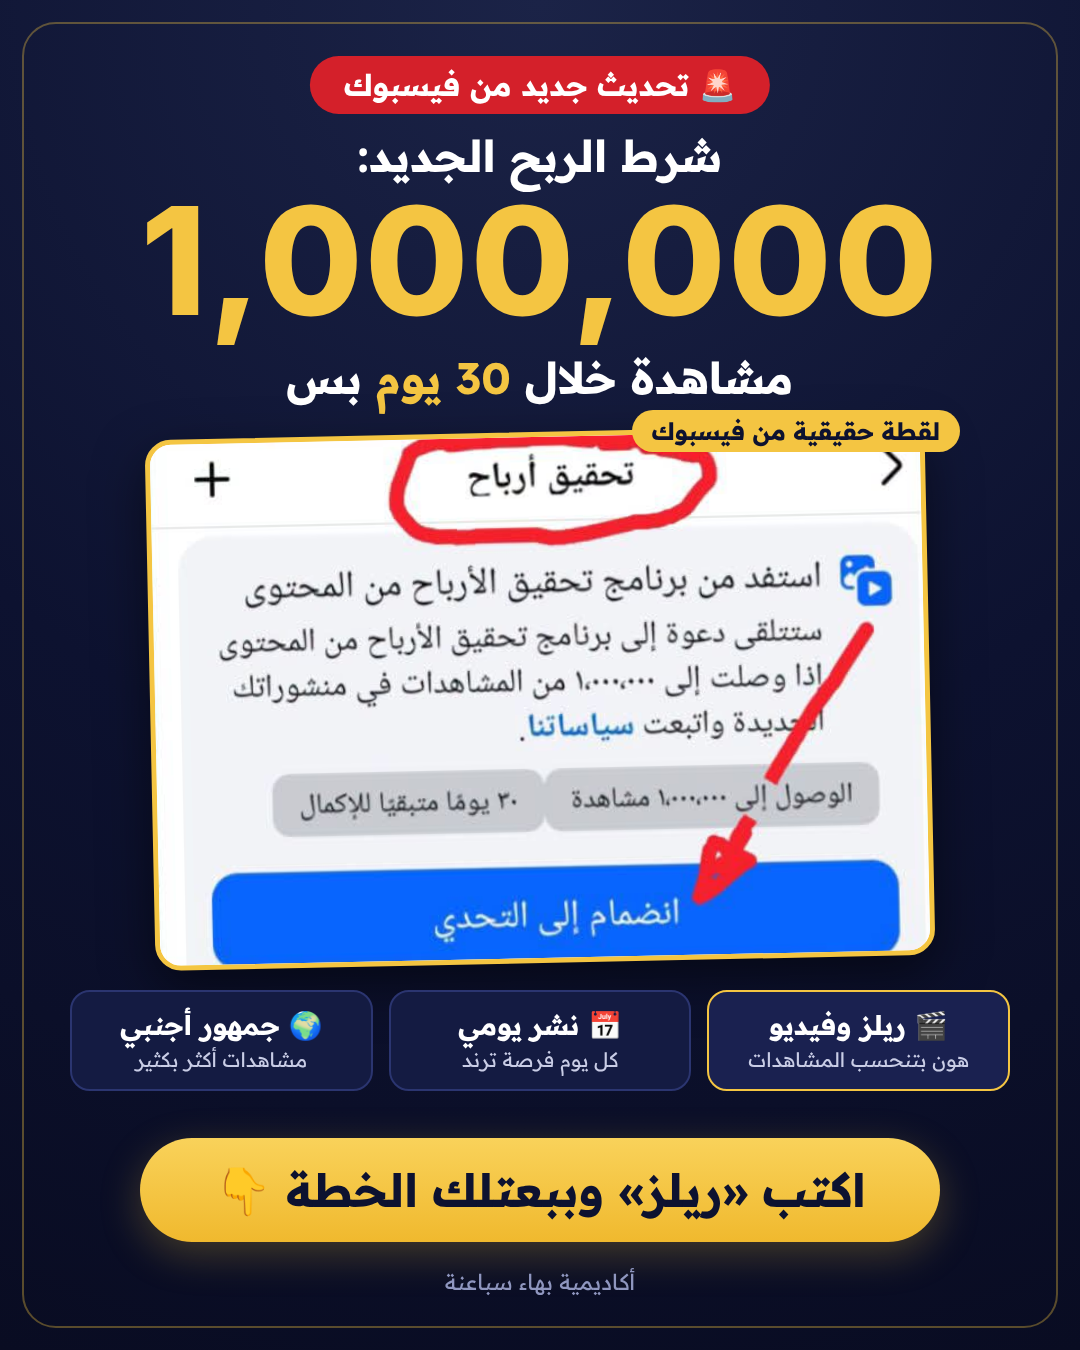 🚨 تحديث جديد من فيسبوك
شرط الربح الجديد:
1,000,000
مشاهدة خلال 30 يوم بس
لقطة حقيقية من فيسبوك
تحقيق أرباح
استفد من برنامج تحقيق الأرباح من المحتوى
ستتلقى دعوة إلى برنامج تحقيق الأرباح من المحتوى
إذا وصلت إلى ١،٠٠٠،٠٠٠ من المشاهدات في منشوراتك
الجديدة واتبعت سياساتنا.
الوصول إلى ١،٠٠٠،٠٠٠ مشاهدة
٣٠ يومًا متبقيًا للإكمال
انضمام إلى التحدي
🎬 ريلز وفيديو
هون بتنحسب المشاهدات
📅 نشر يومي
كل يوم فرصة ترند
🌍 جمهور أجنبي
مشاهدات أكثر بكثير
اكتب «ريلز» وببعتلك الخطة 👇
أكاديمية بهاء سباعنة